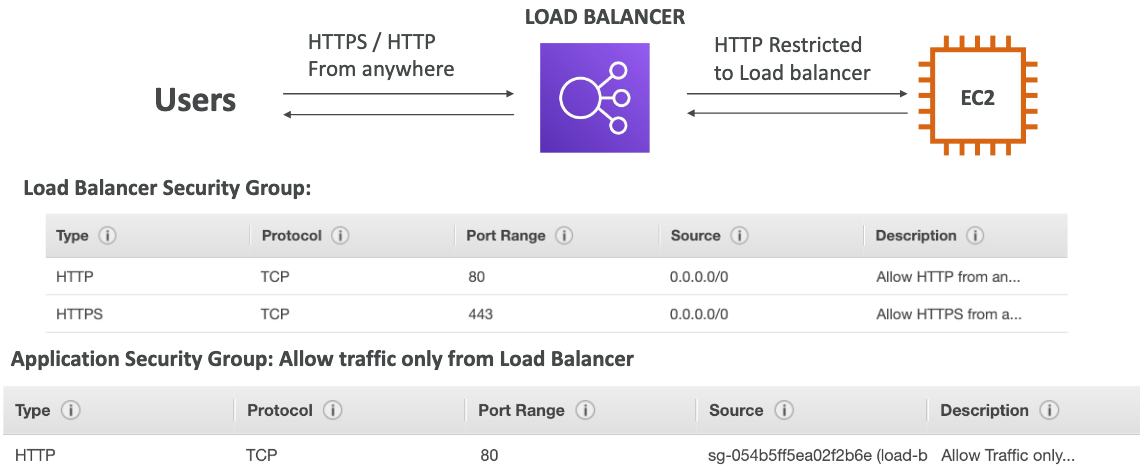 LOAD BALANCER
HTTPS / HTTP
From anywhere
HTTP Restricted
to Load balancer
Users
EC2
Load Balancer Security Group:
Type Protocol Port Range Source Description
HTTP TCP 80 0.0.0.0/0 Allow HTTP from an...
HTTPS TCP 443 0.0.0.0/0 Allow HTTPS from a...
Application Security Group: Allow traffic only from Load Balancer
Type Protocol Port Range Source Description
HTTP TCP 80 sg-054b5ff5ea02f2b6e (load-b Allow Traffic only...